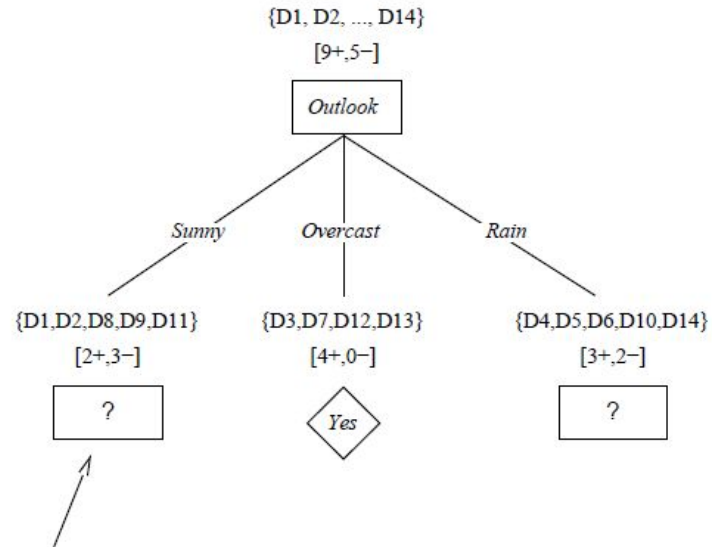 {D1, D2, ..., D14}
[9+,5−]
Outlook
Sunny Overcast Rain
{D1,D2,D8,D9,D11} {D3,D7,D12,D13} {D4,D5,D6,D10,D14}
[2+,3−] [4+,0−] [3+,2−]
? Yes ?